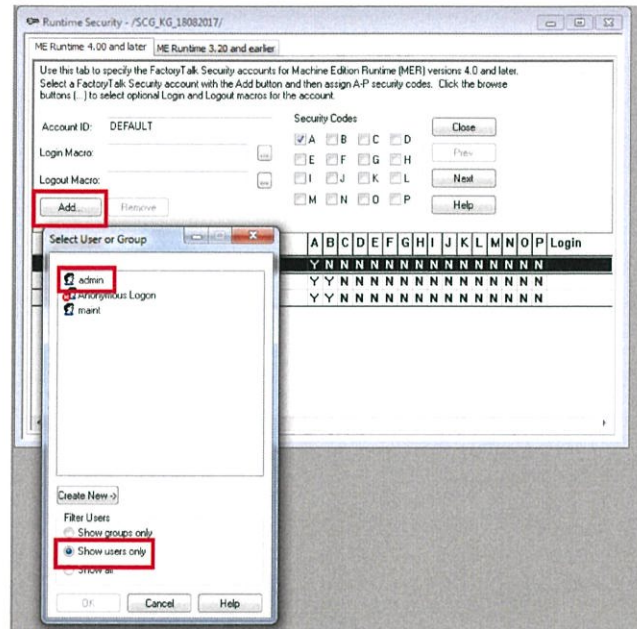 Runtime Security - /SCG_KG_18082017/
ME Runtime 4.00 and later ME Runtime 3.20 and earlier
Use this tab to specify the FactoryTalk Security accounts for Machine Edition Runtime (MER) versions 4.0 and later.
Select a FactoryTalk Security account with the Add button and then assign A-P security codes. Click the browse
buttons (...) to select optional Login and Logout macros for the account.
Account ID: DEFAULT
Security Codes
Close
A B C D
Login Macro: ...
E F G H
Prev
Logout Macro: ...
I J K L
Next
Add... Remove
M N O P
Help
Select User or Group
A B C D E F G H I J K L M N O P Login
Y N N N N N N N N N N N N N N N
Y Y N N N N N N N N N N N N N N
Y Y N N N N N N N N N N N N N N
admin
Anonymous Logon
maint
Create New ->
Filter Users
Show groups only
Show users only
Show all
OK Cancel Help